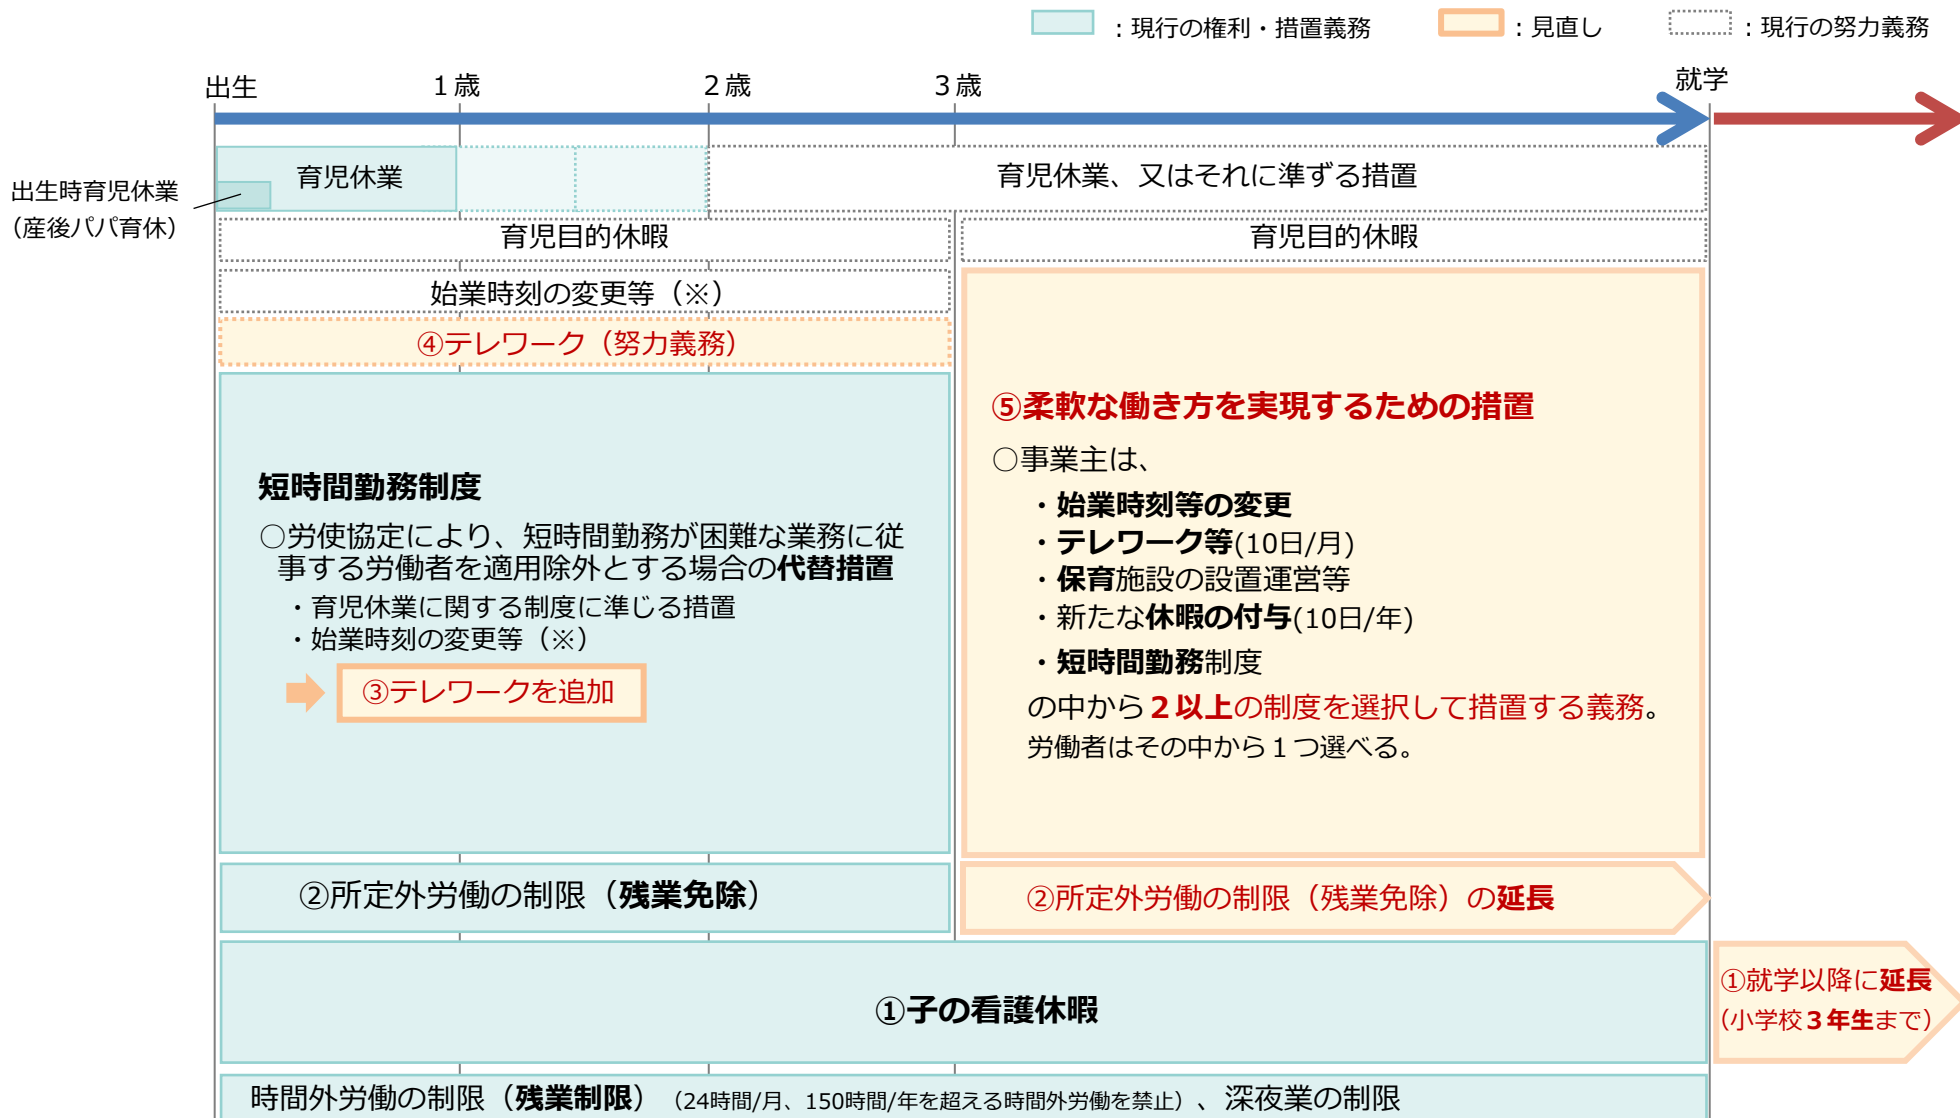 ：現行の権利・措置義務
：見直し
：現行の努力義務
出生
１歳
２歳
３歳
就学
育児休業
育児休業、又はそれに準ずる措置
出生時育児休業
（産後パパ育休）
育児目的休暇
育児目的休暇
始業時刻の変更等（※）
④テレワーク（努力義務）
短時間勤務制度
○労使協定により、短時間勤務が困難な業務に従
事する労働者を適用除外とする場合の代替措置
・育児休業に関する制度に準じる措置
・始業時刻の変更等（※）
③テレワークを追加
⑤柔軟な働き方を実現するための措置
○事業主は、
・始業時刻等の変更
・テレワーク等(10日/月)
・保育施設の設置運営等
・新たな休暇の付与(10日/年)
・短時間勤務制度
の中から２以上の制度を選択して措置する義務。
労働者はその中から１つ選べる。
②所定外労働の制限（残業免除）
②所定外労働の制限（残業免除）の延長
①子の看護休暇
①就学以降に延長
（小学校３年生まで）
時間外労働の制限（残業制限）（24時間/月、150時間/年を超える時間外労働を禁止）、深夜業の制限